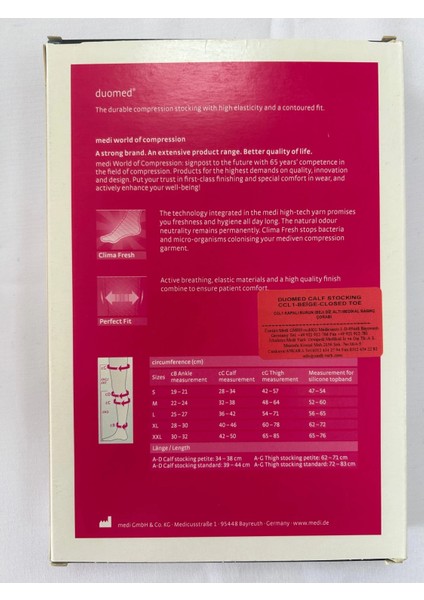 duomed®
The durable compression stocking with high elasticity and a contoured fit.
medi world of compression
A strong brand. An extensive product range. Better quality of life.
medi World of Compression: signpost to the future with 65 years' competence in
the field of compression. Products for the highest demands on quality, innovation
and design. Put your trust in first-class finishing and special comfort in wear, and
actively enhance your well-being!
The technology integrated in the medi high-tech yarn promises
you freshness and hygiene all day long. The natural odour
neutrality remains permanently. Clima Fresh stops bacteria
and micro-organisms colonising your mediven compression
garment.
Clima Fresh
Active breathing, elastic materials and a high quality finish
combine to ensure patient comfort.
Perfect Fit
DUOMED CALF STOCKING
CCL 1-BEIGE-CLOSED TOE
circumference (cm)
Sizes cB Ankle measurement cC Calf measurement cG Thigh measurement Measurement for silicone topband
S 19–21 28–34 42–57 47–54
M 22–24 32–38 48–64 52–60
L 25–27 36–42 54–71 56–65
XL 28–30 40–46 60–78 62–72
XXL 30–32 42–50 65–85 65–76
Länge / Length
A-D Calf stocking petite: 34–38 cm A-G Thigh stocking petite: 62–71 cm
A-D Calf stocking standard: 39–44 cm A-G Thigh stocking standard: 72–83 cm
medi GmbH & Co. KG · Medicusstraße 1 · 95448 Bayreuth · Germany · www.medi.de